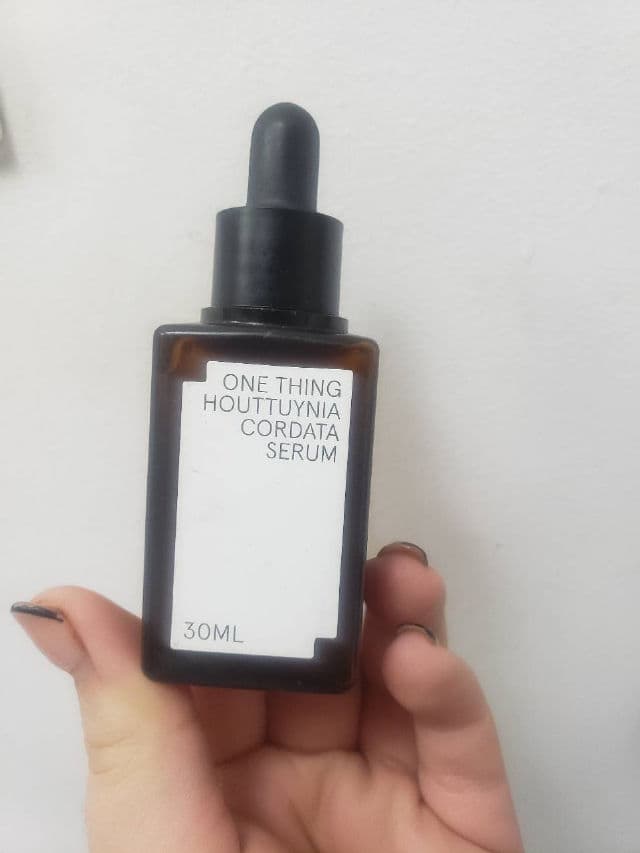 ONE THING
HOUTTUYNIA
CORDATA
SERUM
30ML